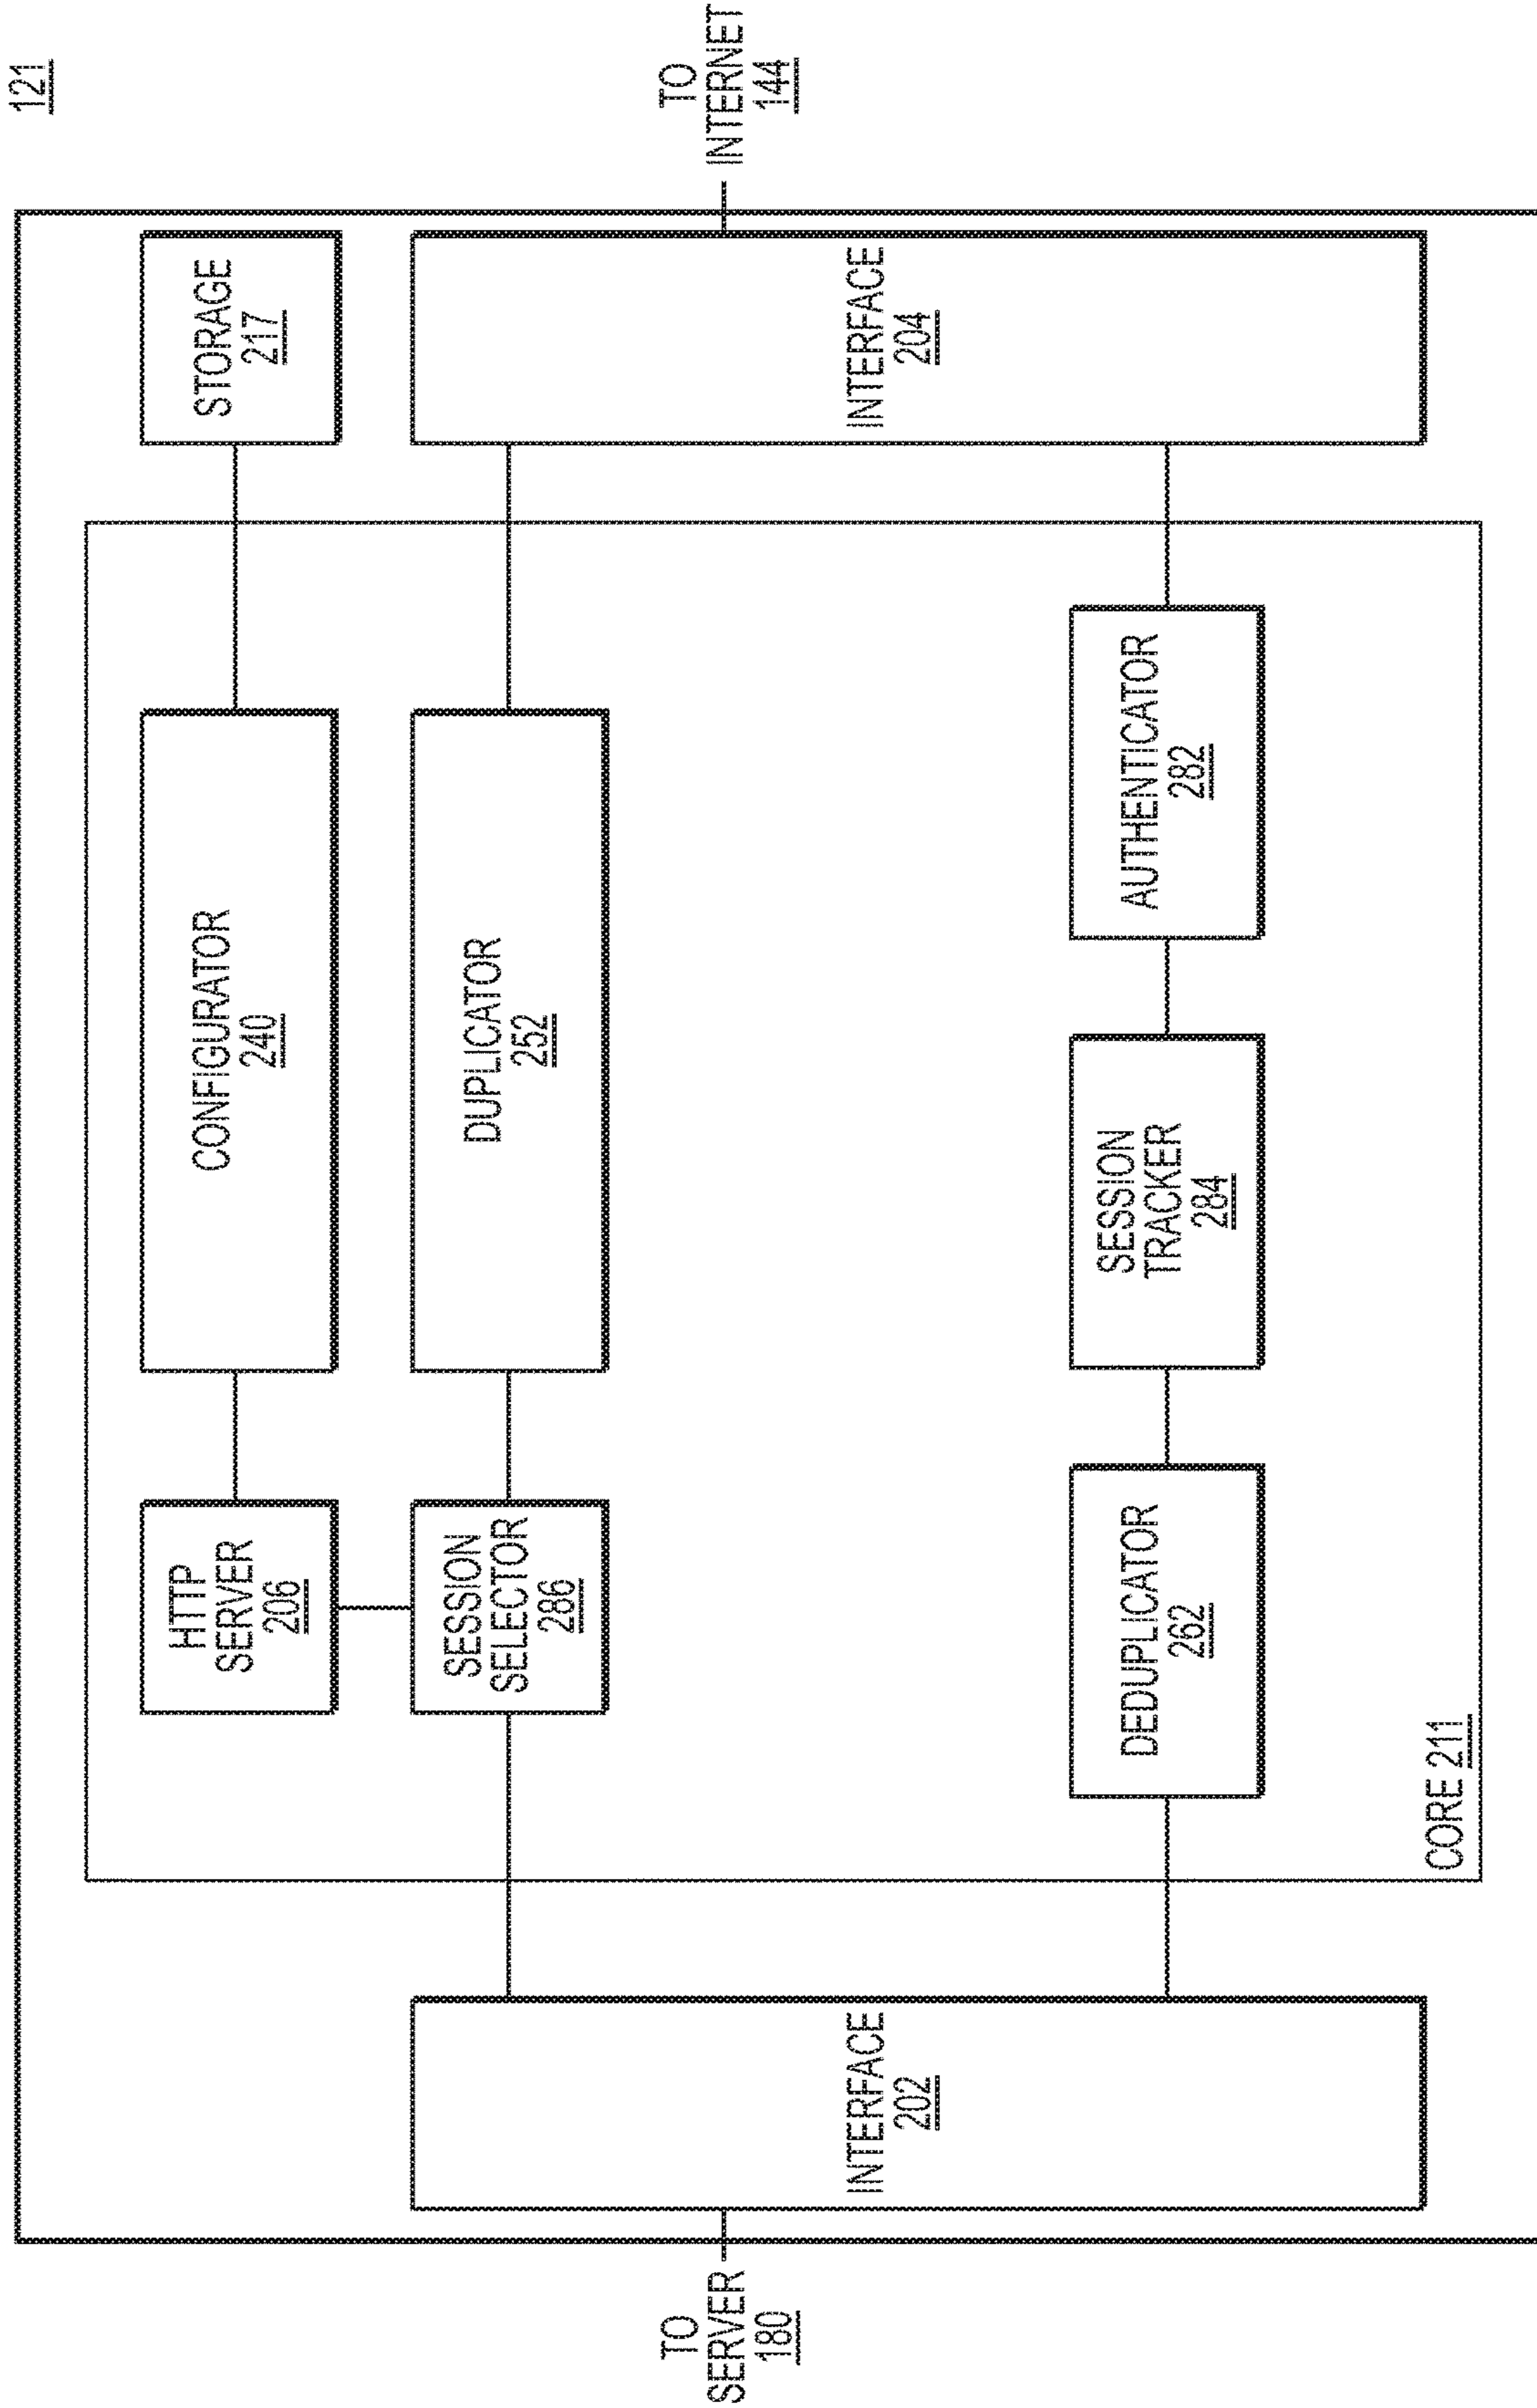 121
HTTP
SERVER
206
CONFIGURATOR
240
STORAGE
217
SESSION
SELECTOR
286
DUPLICATOR
252
TO
SERVER
180
INTERFACE
202
INTERFACE
204
TO
INTERNET
144
DEDUPLICATOR
262
SESSION
TRACKER
284
AUTHENTICATOR
282
CORE 211